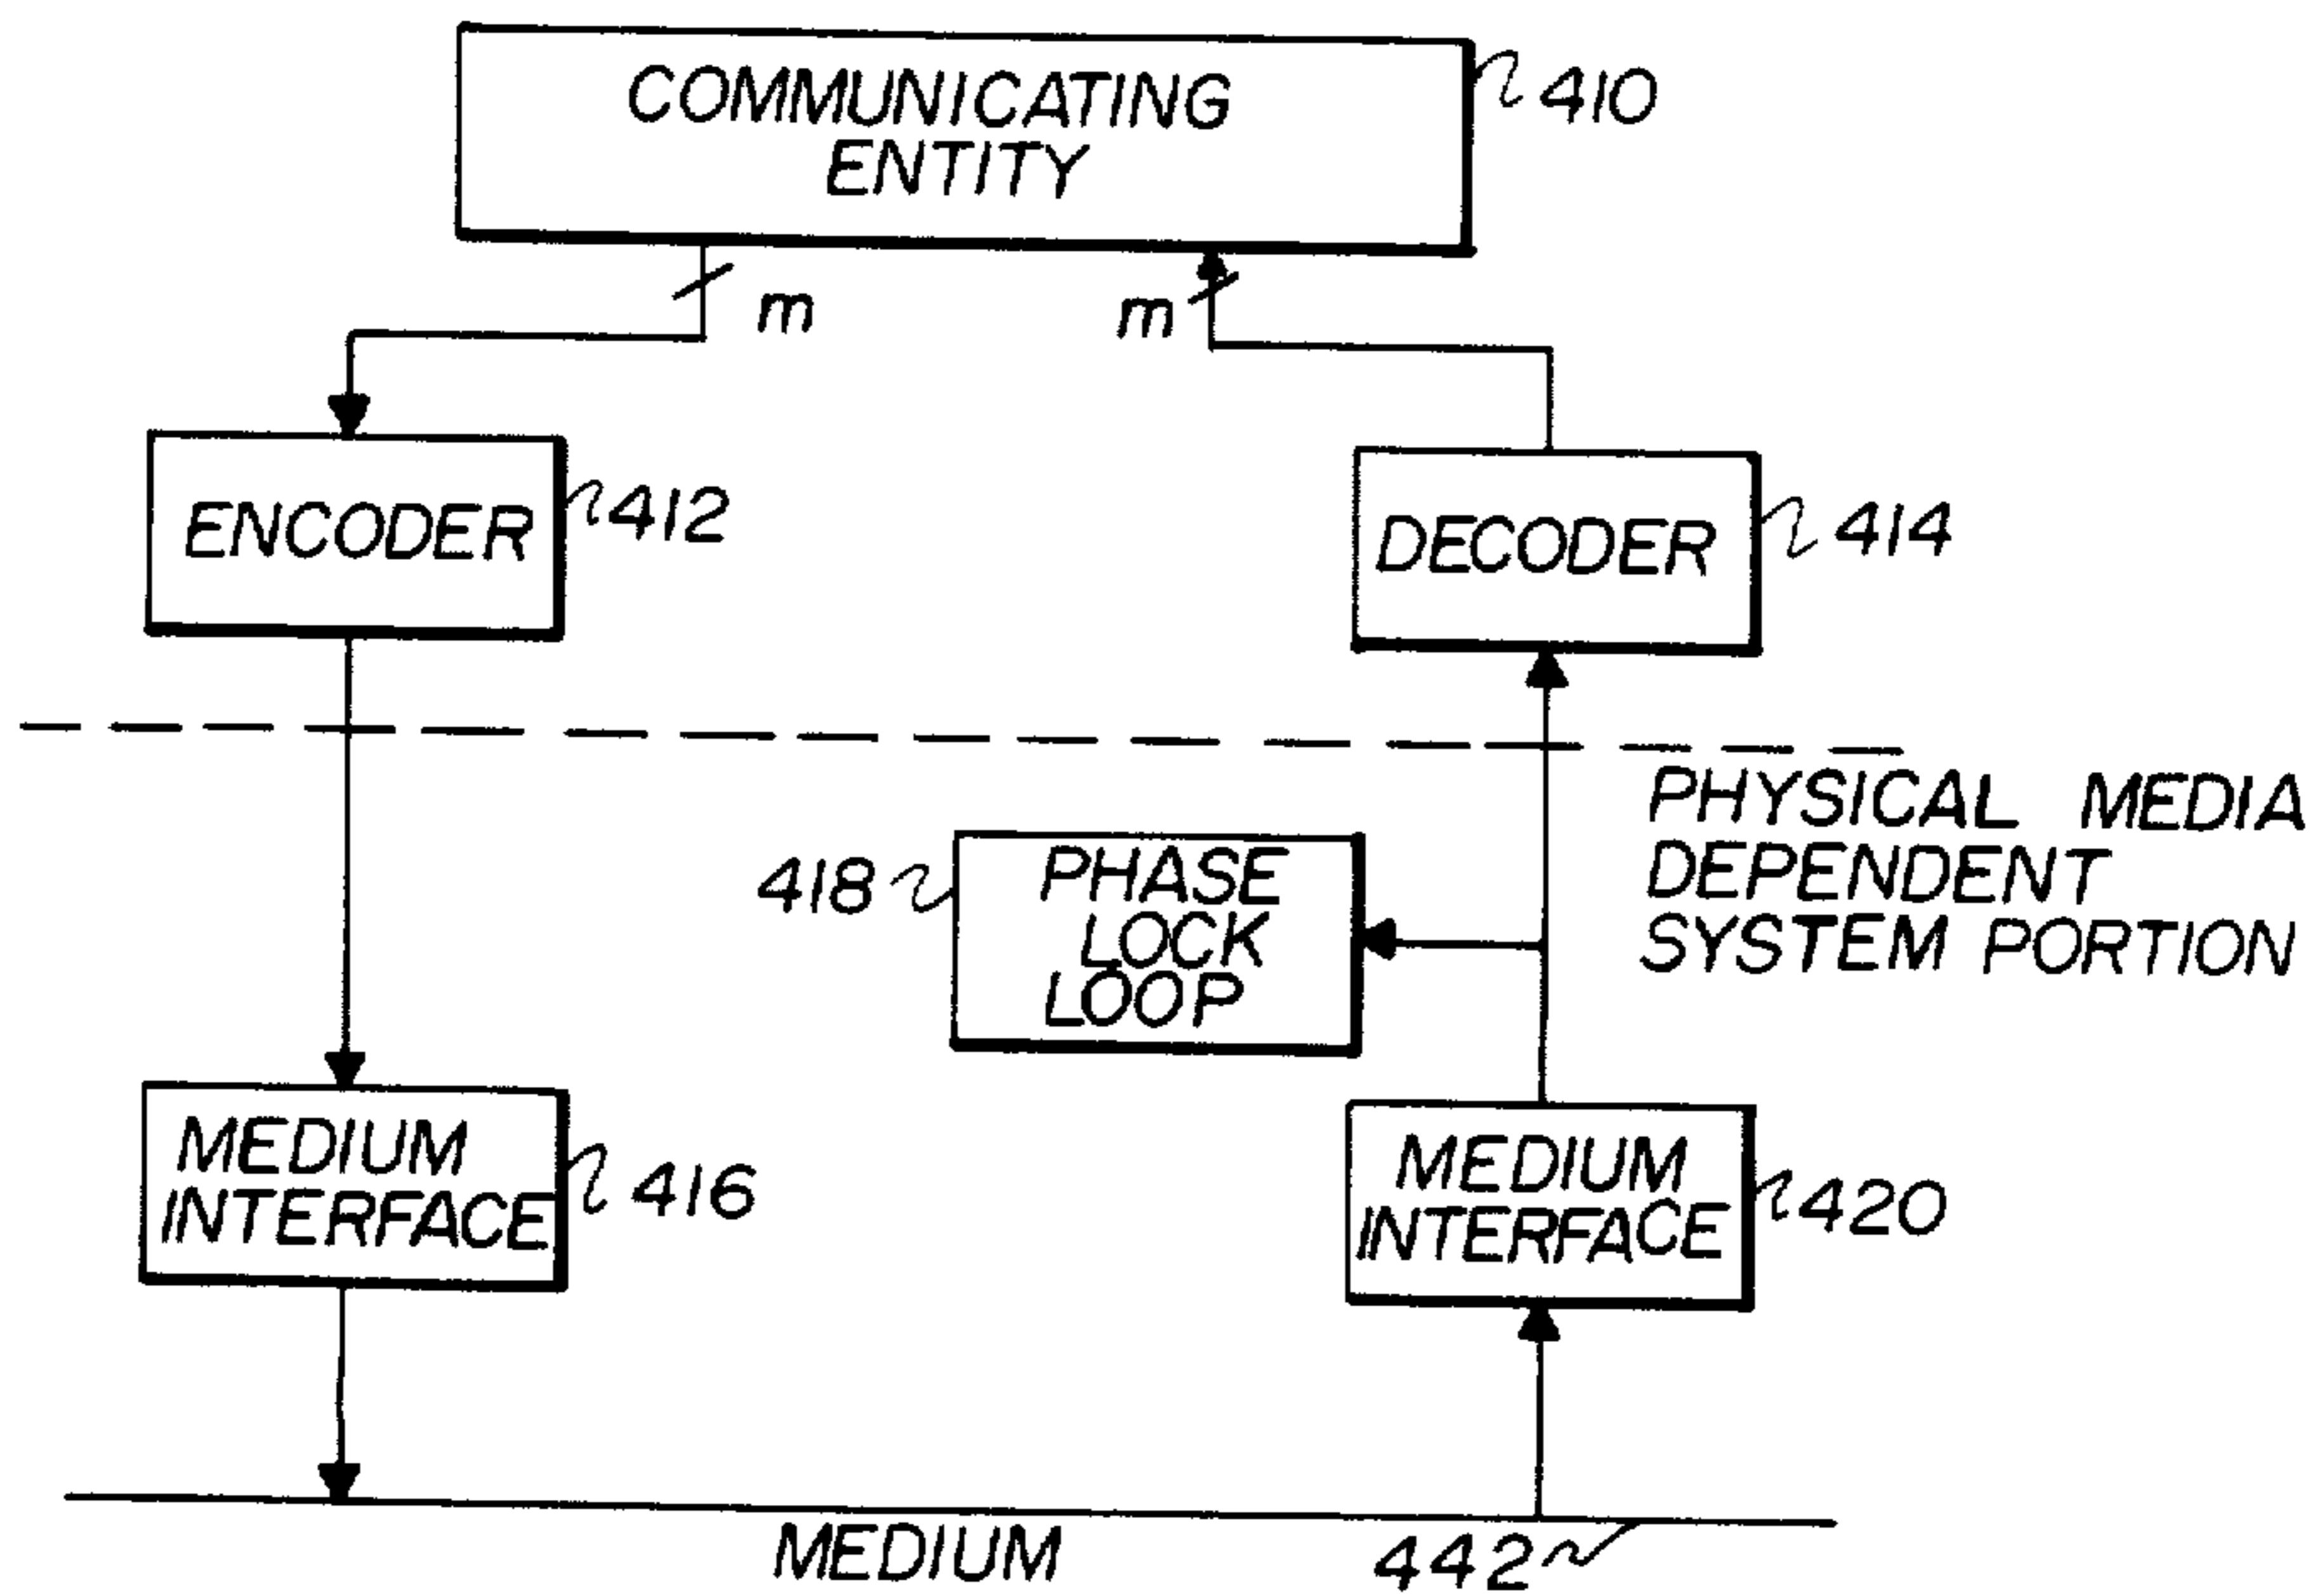 COMMUNICATING
ENTITY
410
m
m
ENCODER
412
DECODER
414
PHYSICAL MEDIA
DEPENDENT
SYSTEM PORTION
418
PHASE
LOCK
LOOP
MEDIUM
INTERFACE
416
MEDIUM
INTERFACE
420
MEDIUM
442